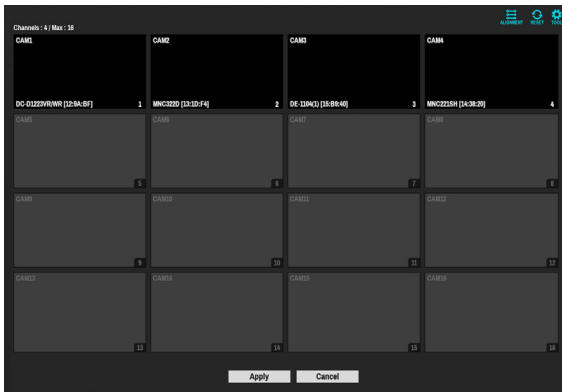 ALIGNMENT RESET TOOL
Channels : 4 / Max : 16
CAM1 CAM2 CAM3 CAM4
DC-D1223VR/WR [12:9A:BF] 1 MNC322D [13:1D:F4] 2 DE-1104(1) [15:B9:40] 3 MNC221SH [14:38:20] 4
CAM5 CAM6 CAM7 CAM8
5 6 7 8
CAM9 CAM10 CAM11 CAM12
9 10 11 12
CAM13 CAM14 CAM15 CAM16
13 14 15 16
Apply Cancel